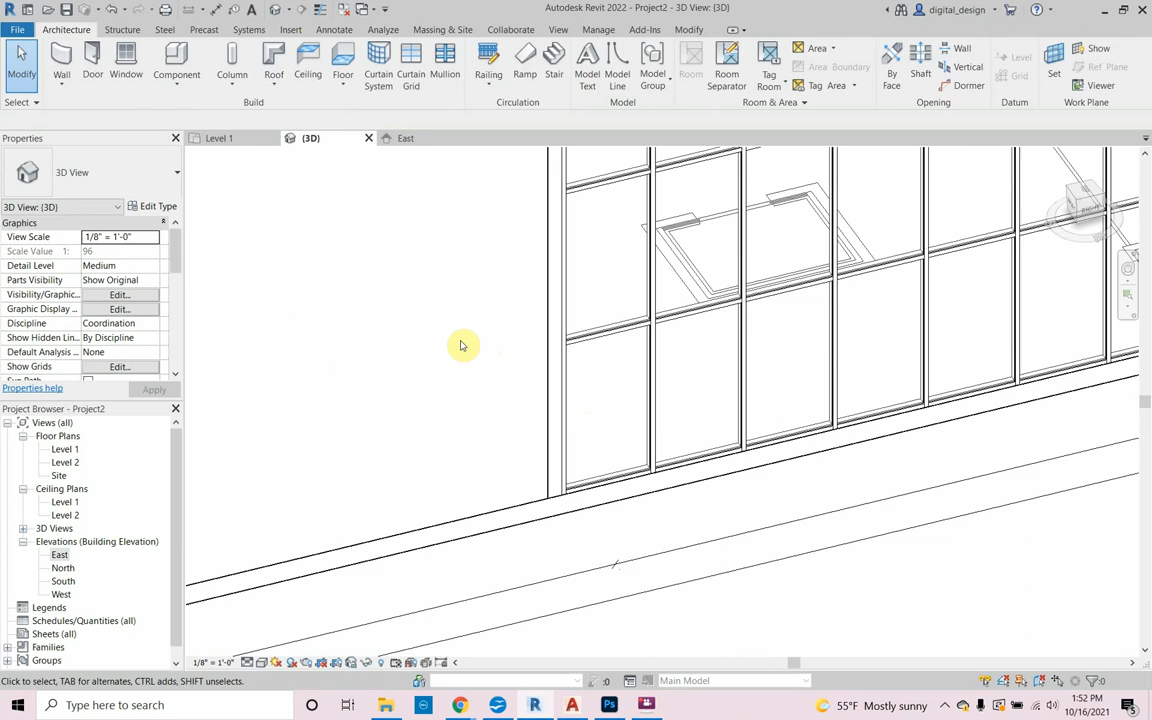 Autodesk Revit 2022 - Project2 - 3D View: {3D}
digital_design
File
Architecture
Structure
Steel
Precast
Systems
Insert
Annotate
Analyze
Massing & Site
Collaborate
View
Manage
Add-Ins
Modify
Modify
Wall
Door
Window
Component
Column
Roof
Ceiling
Floor
Curtain System
Curtain Grid
Mullion
Railing
Ramp
Stair
Model Text
Model Line
Model Group
Room
Room Separator
Tag Room
Area
Area Boundary
Tag Area
By Face
Shaft
Wall
Vertical
Dormer
Level
Grid
Set
Show
Ref Plane
Viewer
Select
Build
Circulation
Model
Room & Area
Opening
Datum
Work Plane
Properties
Level 1
{3D}
East
3D View
3D View: {3D}
Edit Type
Graphics
View Scale
1/8" = 1'-0"
Scale Value 1:
96
Detail Level
Medium
Parts Visibility
Show Original
Visibility/Graphic...
Edit...
Graphic Display ...
Edit...
Discipline
Coordination
Show Hidden Lin...
By Discipline
Default Analysis ...
None
Show Grids
Edit...
Properties help
Apply
Project Browser - Project2
Views (all)
Floor Plans
Level 1
Level 2
Site
Ceiling Plans
Level 1
Level 2
3D Views
Elevations (Building Elevation)
East
North
South
West
Legends
Schedules/Quantities (all)
Sheets (all)
Families
Groups
1/8" = 1'-0"
Click to select, TAB for alternates, CTRL adds, SHIFT unselects.
:0
Main Model
:0
Type here to search
55°F Mostly sunny
1:52 PM
10/16/2021